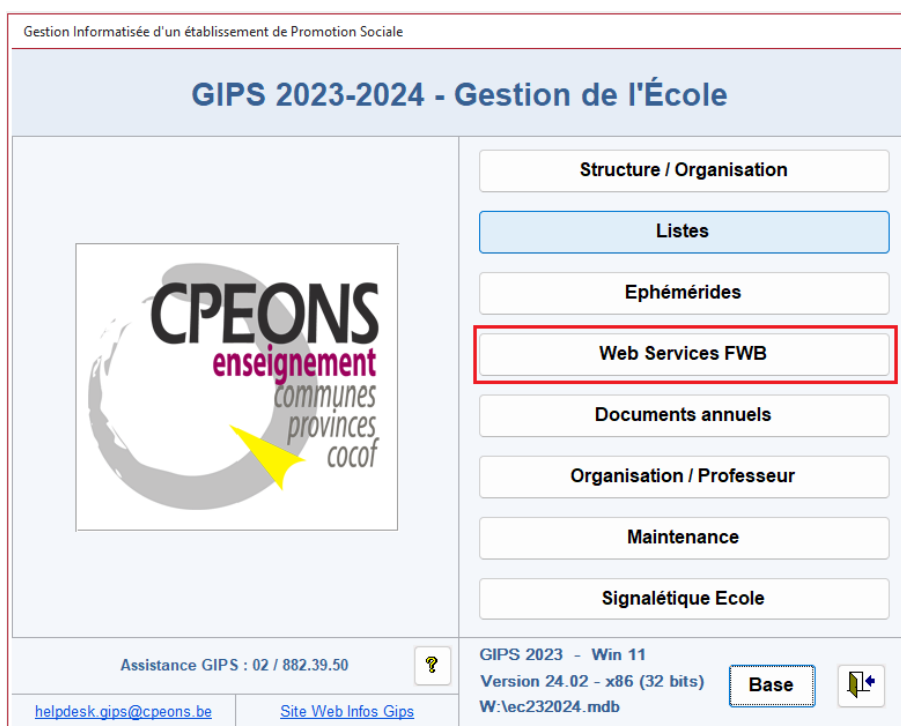 Gestion Informatisée d'un établissement de Promotion Sociale
GIPS 2023-2024 - Gestion de l'École
CPEONS
enseignement
communes
provinces
cocof
Structure / Organisation
Listes
Ephémérides
Web Services FWB
Documents annuels
Organisation / Professeur
Maintenance
Signalétique Ecole
Assistance GIPS : 02 / 882.39.50
?
helpdesk.gips@cpeons.be
Site Web Infos Gips
GIPS 2023 - Win 11
Version 24.02 - x86 (32 bits)
W:\ec232024.mdb
Base